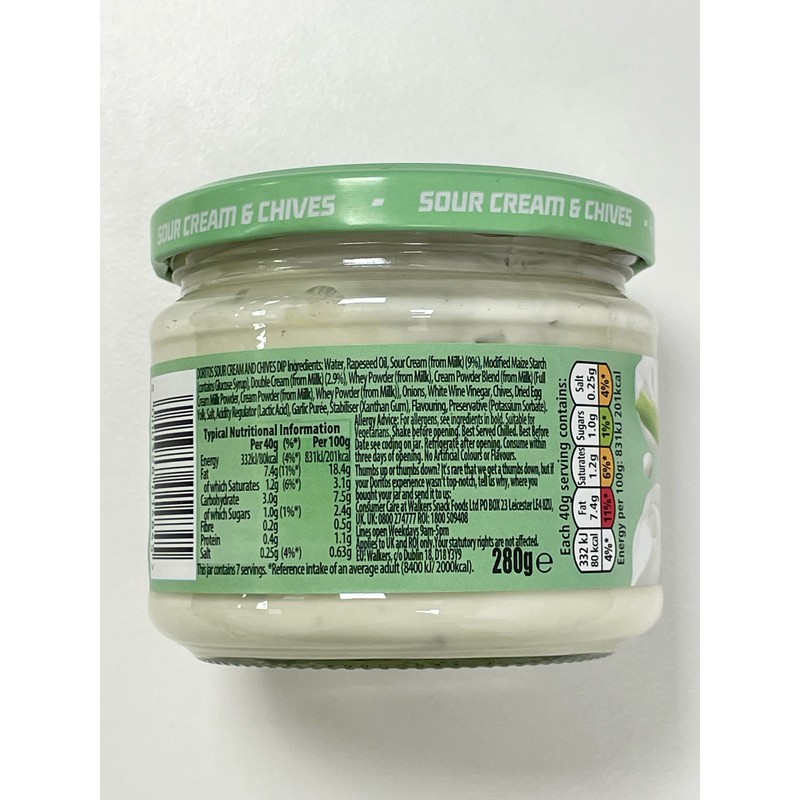 SOUR CREAM & CHIVES - SOUR CREAM & CHIVES -
DORITOS SOUR CREAM AND CHIVES DIP Ingredients: Water, Rapeseed Oil, Sour Cream (from Milk) (9%), Modified Maize Starch
(contains Glucose Syrup), Double Cream (from Milk) (2.9%), Whey Powder (from Milk), Cream Powder Blend (from Milk) (Full
Cream Milk Powder, Cream Powder (from Milk), Whey Powder (from Milk)), Onions, White Wine Vinegar, Chives, Dried Egg
Yolk, Salt, Acidity Regulator (Lactic Acid), Garlic Purée, Stabiliser (Xanthan Gum), Flavouring, Preservative (Potassium Sorbate).
Allergy Advice: For allergens, see ingredients in bold. Suitable for
vegetarians. Shake before opening. Best Served Chilled. Best Before
Date see coding on jar. Refrigerate after opening. Consume within
three days of opening. No Artificial Colours or Flavours.
Thumbs up or thumbs down? It's rare that we get a thumbs down, but if
your Doritos experience wasn't top-notch, tell us why, where you
bought your jar and send it to us:
Consumer Care at Walkers Snack Foods Ltd PO BOX 23 Leicester LE4 8ZU,
UK. UK: 0800 274777 ROI: 1800 509408
Lines open Weekdays 9am-5pm
Applies to UK and ROI only. Your statutory rights are not affected.
EU: Walkers, c/o Dublin 18, D18 Y3Y9
280g e
Typical Nutritional Information
Per 40g (%*) Per 100g
Energy 332kJ/80kcal (4%*) 831kJ/201kcal
Fat 7.4g (11%*) 18.4g
of which Saturates 1.2g (6%*) 3.1g
Carbohydrate 3.0g 7.5g
of which Sugars 1.0g (1%*) 2.4g
Fibre 0.2g 0.5g
Protein 0.4g 1.1g
Salt 0.25g (4%*) 0.63g
This jar contains 7 servings. *Reference intake of an average adult (8400 kJ/ 2000kcal).
Each 40g serving contains:
332 kJ 80 kcal 4%*
Fat 7.4g 11%*
Saturates 1.2g 6%*
Sugars 1.0g 1%*
Salt 0.25g 4%*
Energy per 100g: 831kJ 201kcal